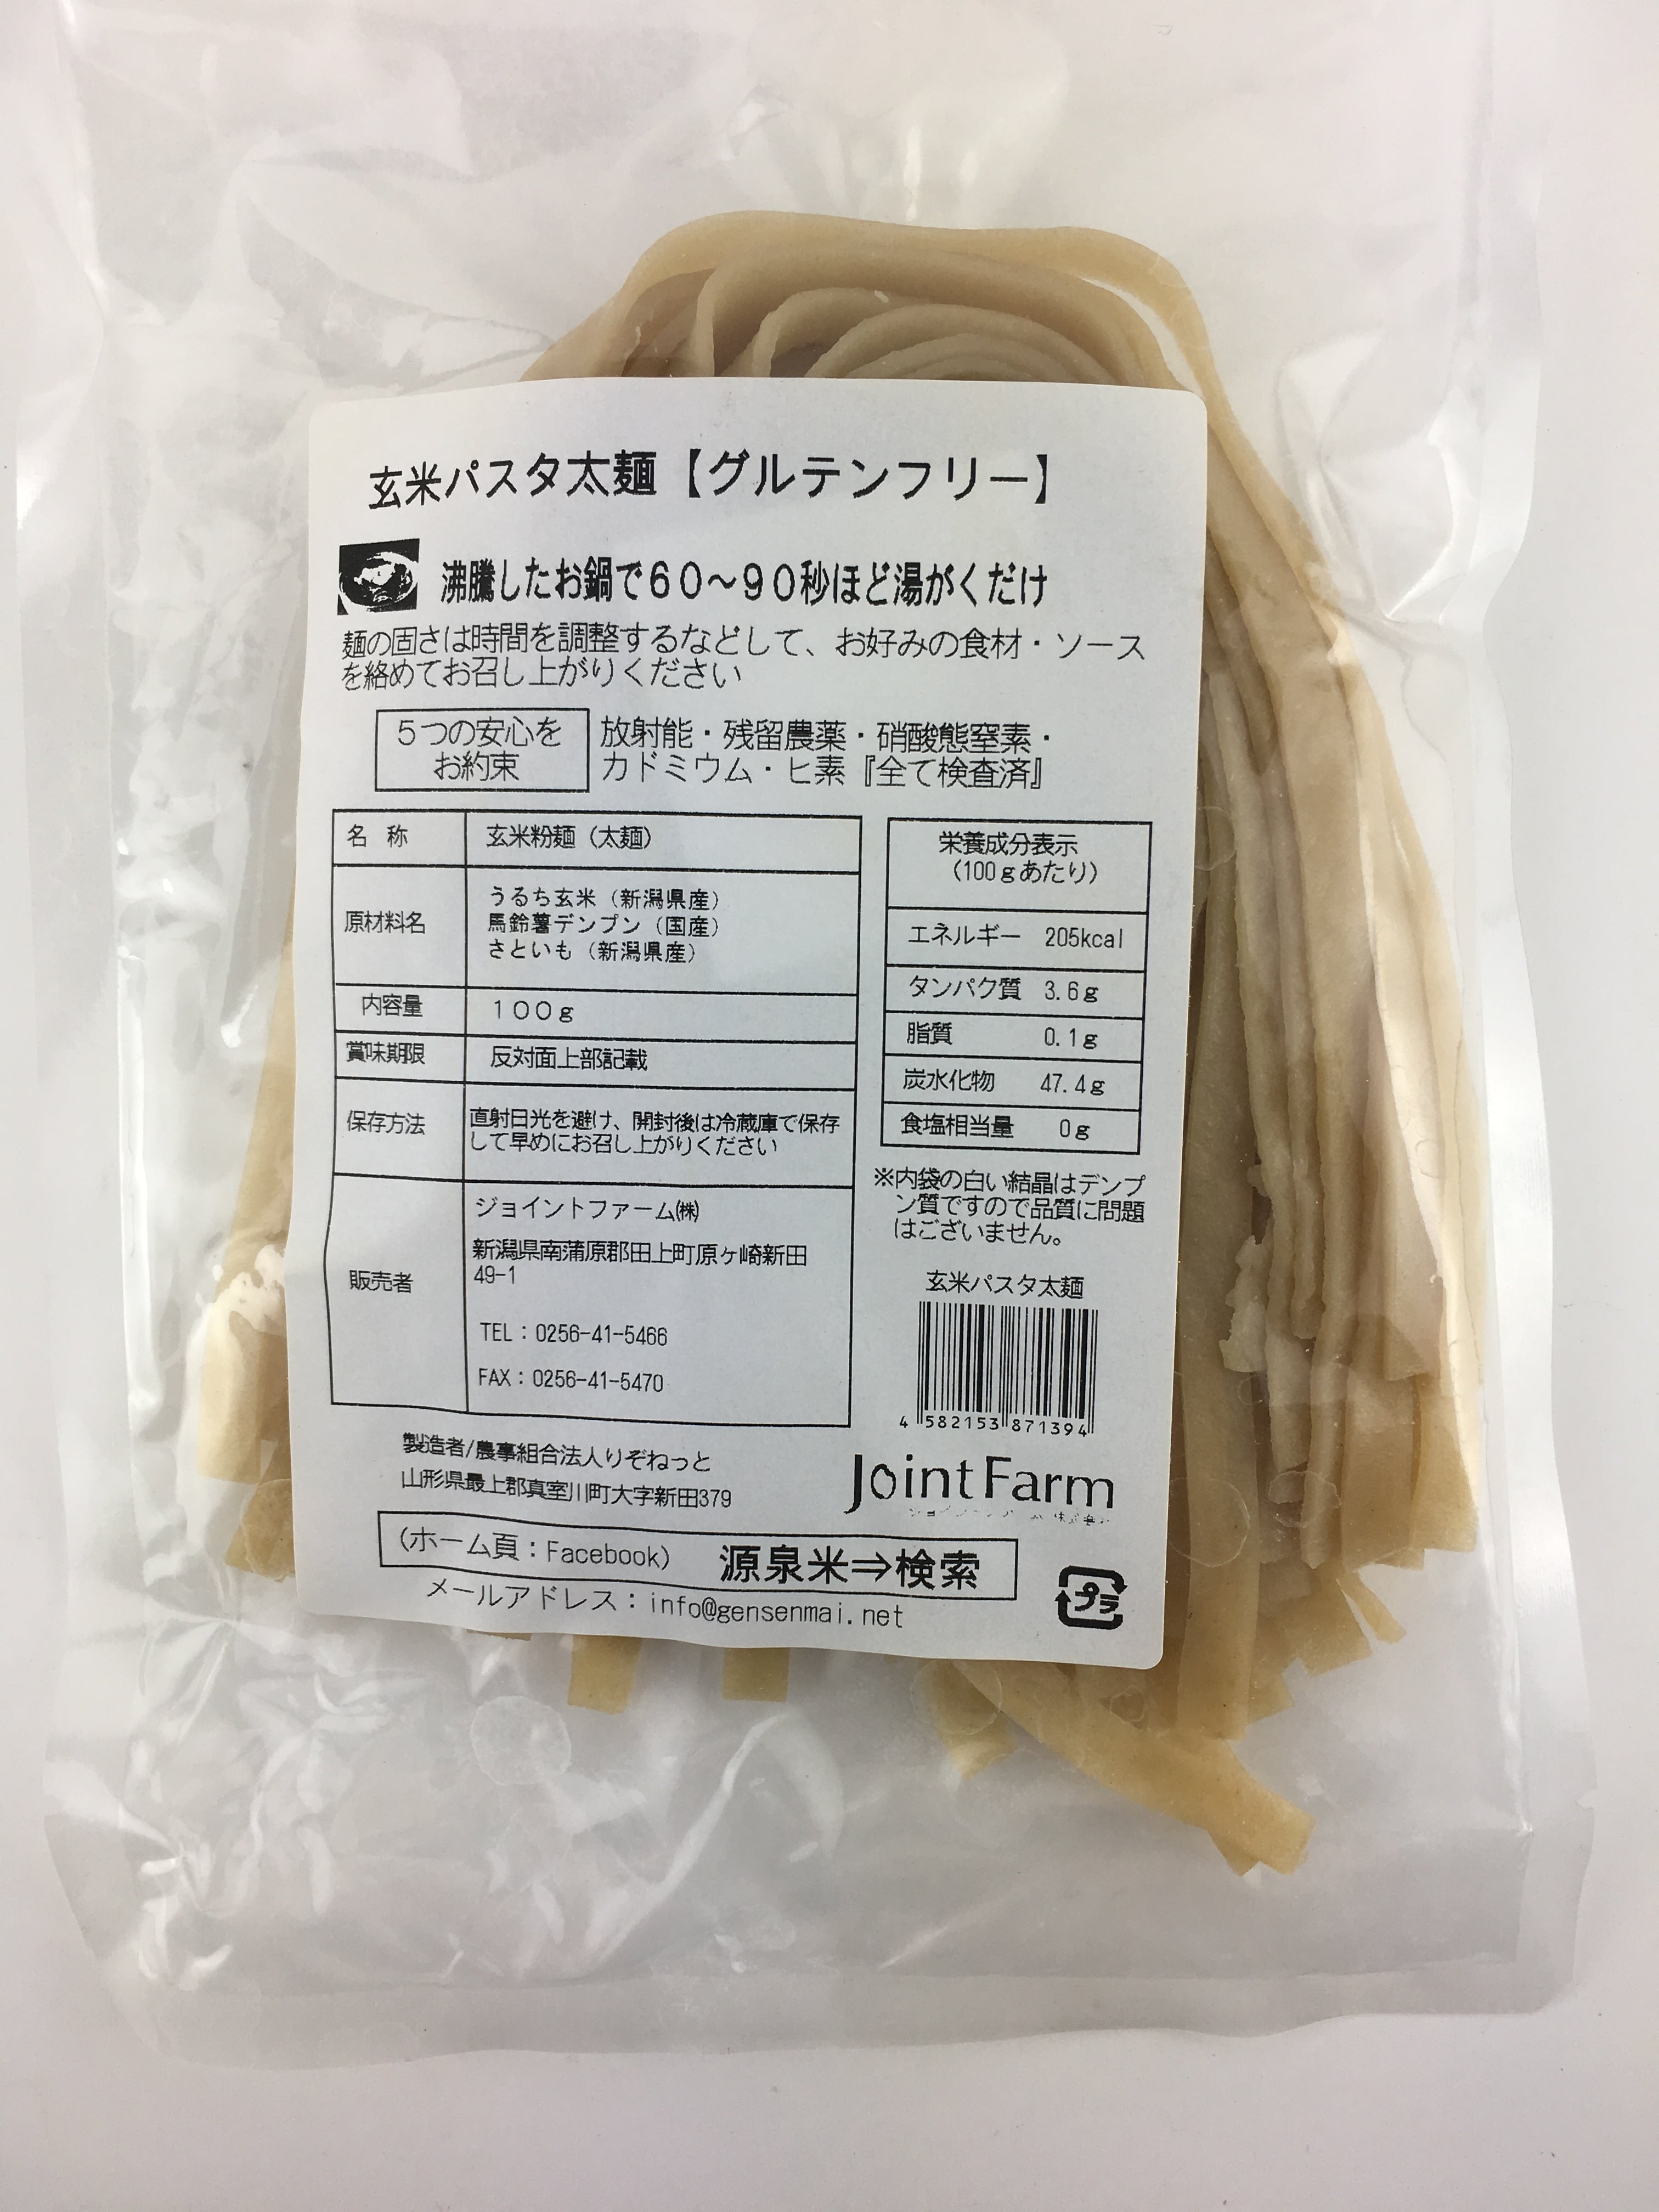 玄米パスタ太麺【グルテンフリー】
沸騰したお鍋で60～90秒ほど湯がくだけ
麺の固さは時間を調整するなどして、お好みの食材・ソース
を絡めてお召し上がりください
5つの安心を
お約束
放射能・残留農薬・硝酸態窒素・
カドミウム・ヒ素『全て検査済』
名 称
玄米粉麺（太麺）
原材料名
うるち玄米（新潟県産）
馬鈴薯デンプン（国産）
さといも（新潟県産）
内容量
100g
賞味期限
反対面上部記載
保存方法
直射日光を避け、開封後は冷蔵庫で保存
して早めにお召し上がりください
販売者
ジョイントファーム㈱
新潟県南蒲原郡田上町原ヶ崎新田
49-1
TEL：0256-41-5466
FAX：0256-41-5470
栄養成分表示
（100gあたり）
エネルギー 205kcal
タンパク質 3.6g
脂質 0.1g
炭水化物 47.4g
食塩相当量 0g
※内袋の白い結晶はデンプ
ン質ですので品質に問題
はございません。
玄米パスタ太麺
4 582153 871394
製造者/農事組合法人りぞねっと
山形県最上郡真室川町大字新田379
Joint Farm
（ホーム頁：Facebook） 源泉米⇒検索
メールアドレス：info@gensenmai.net
プラ